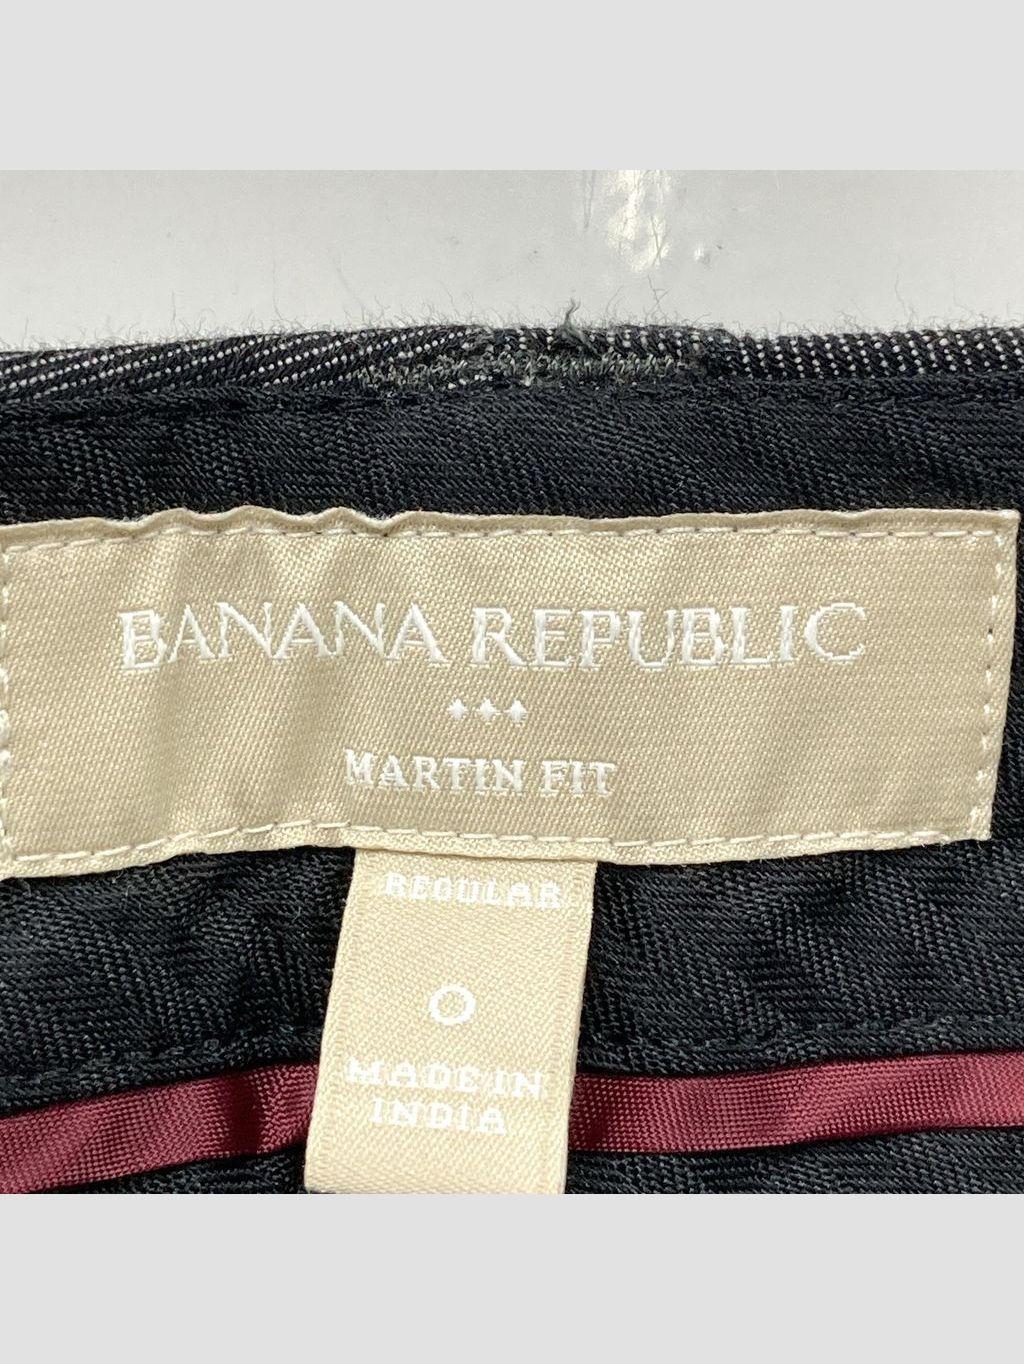 BANANA REPUBLIC
MARTIN FIT
REGULAR
0
MADE IN
INDIA